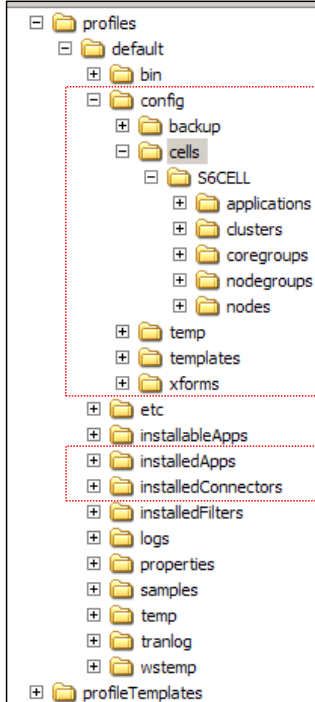 profiles
default
bin
config
backup
cells
S6CELL
applications
clusters
coregroups
nodegroups
nodes
temp
templates
xforms
etc
installableApps
installedApps
installedConnectors
installedFilters
logs
properties
samples
temp
tranlog
wstemp
profileTemplates